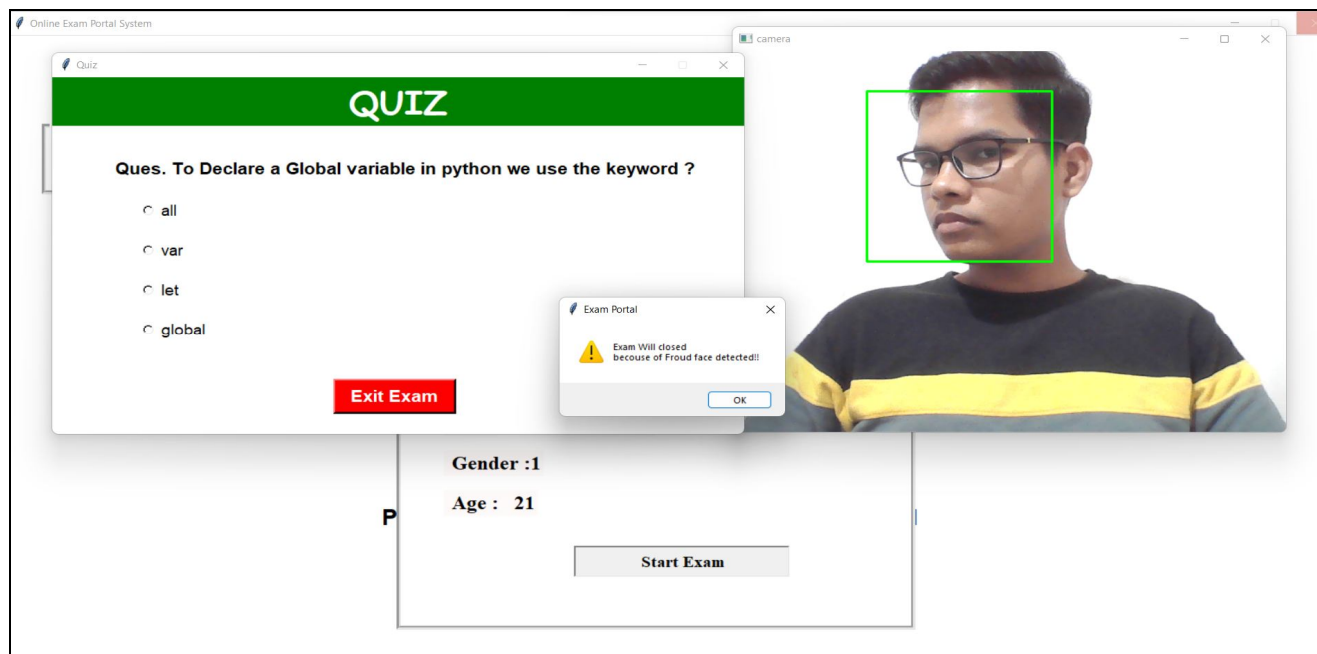 Online Exam Portal System
camera
Quiz
QUIZ
Ques. To Declare a Global variable in python we use the keyword ?
all
var
let
global
Exam Portal
Exam Will closed
becouse of Froud face detected!!
OK
Exit Exam
Gender :1
Age : 21
P
Start Exam